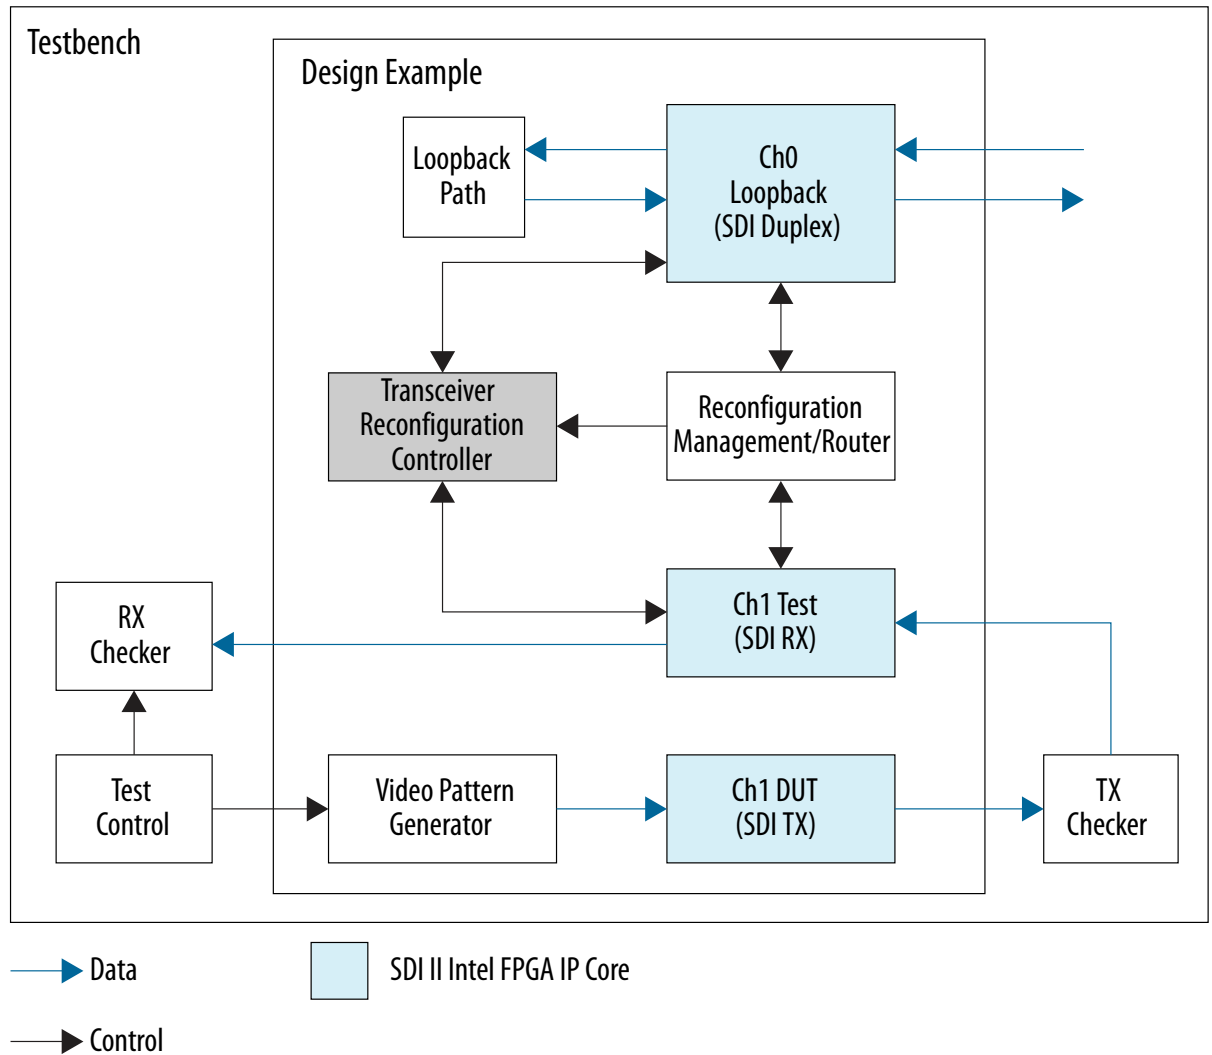 Testbench
Design Example
Loopback
Path
Ch0
Loopback
(SDI Duplex)
Transceiver
Reconfiguration
Controller
Reconfiguration
Management/Router
RX
Checker
Ch1 Test
(SDI RX)
Test
Control
Video Pattern
Generator
Ch1 DUT
(SDI TX)
TX
Checker
Data
SDI II Intel FPGA IP Core
Control